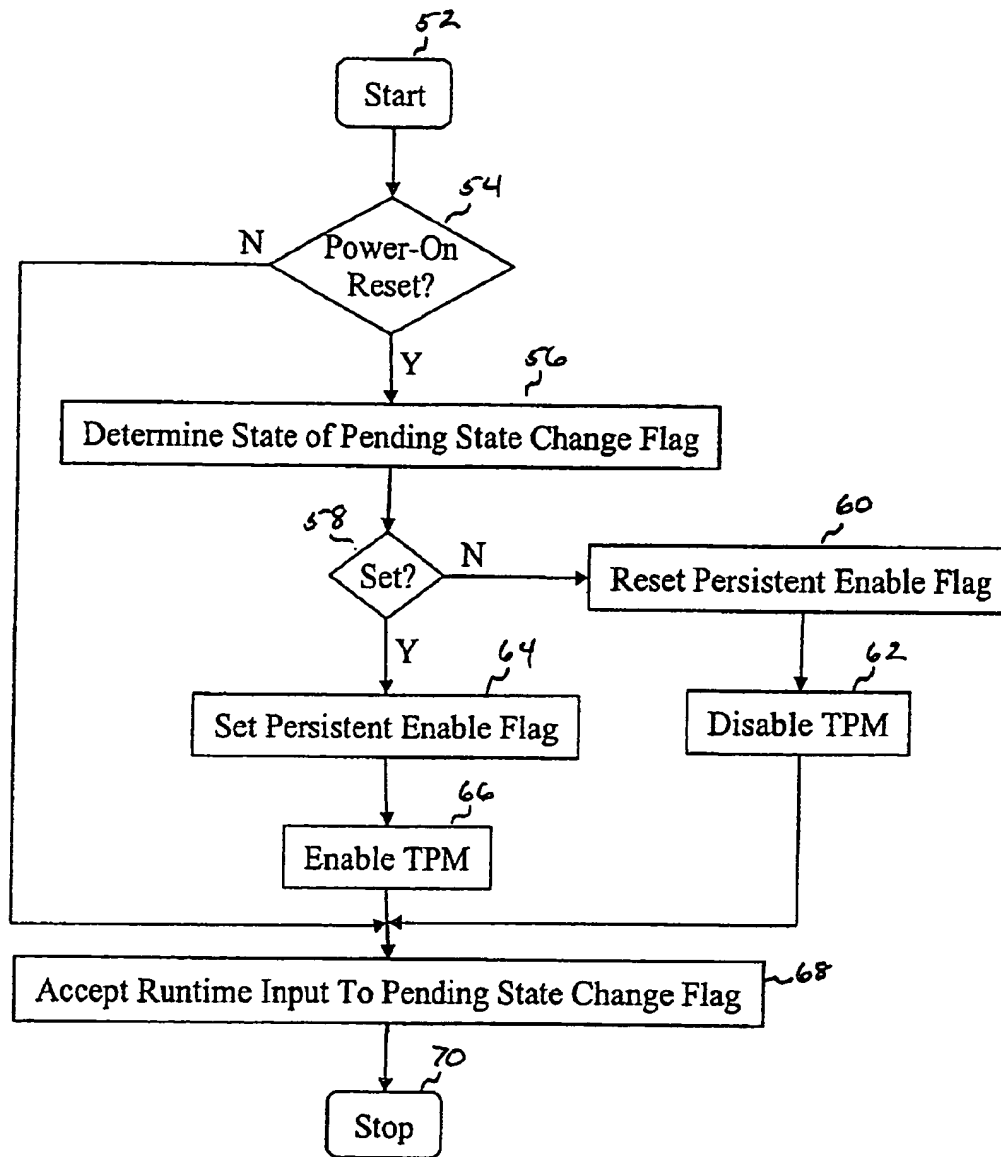 52
Start
54
N
Power-On
Reset?
Y
56
Determine State of Pending State Change Flag
58
Set?
N
60
Reset Persistent Enable Flag
Y
64
Set Persistent Enable Flag
62
Disable TPM
66
Enable TPM
Accept Runtime Input To Pending State Change Flag
68
70
Stop